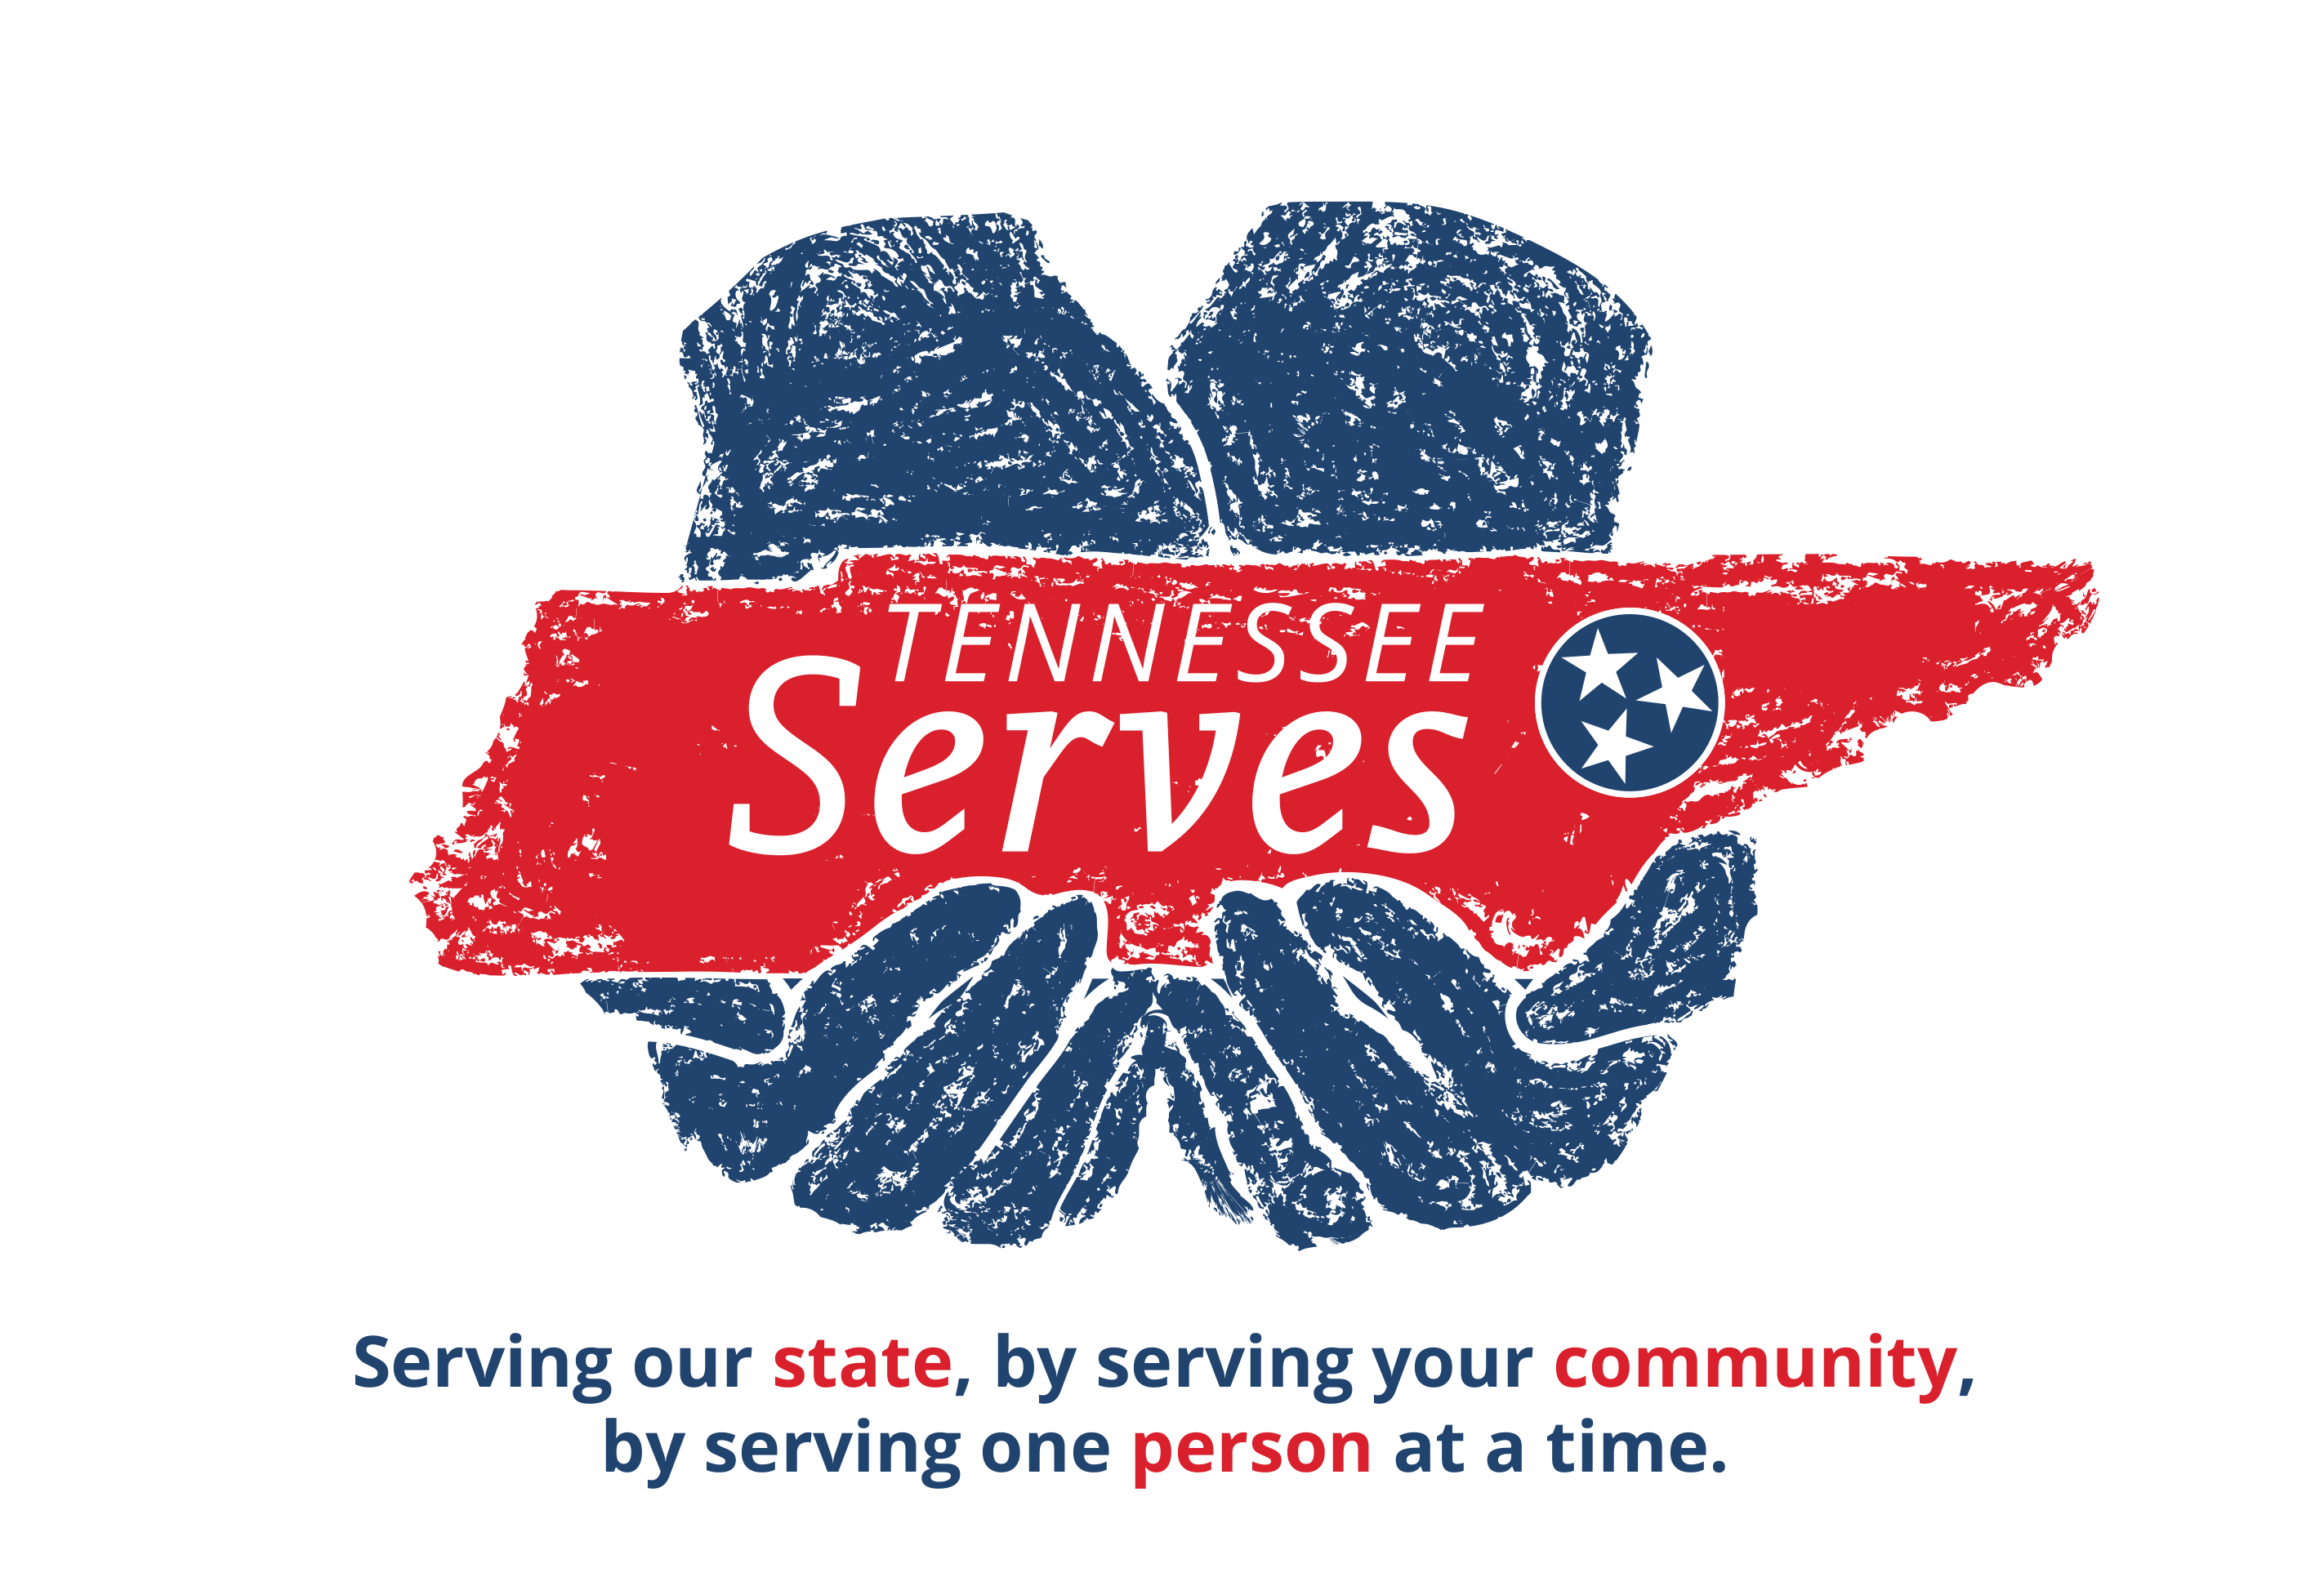 TENNESSEE
Serves
Serving our state, by serving your community,
by serving one person at a time.